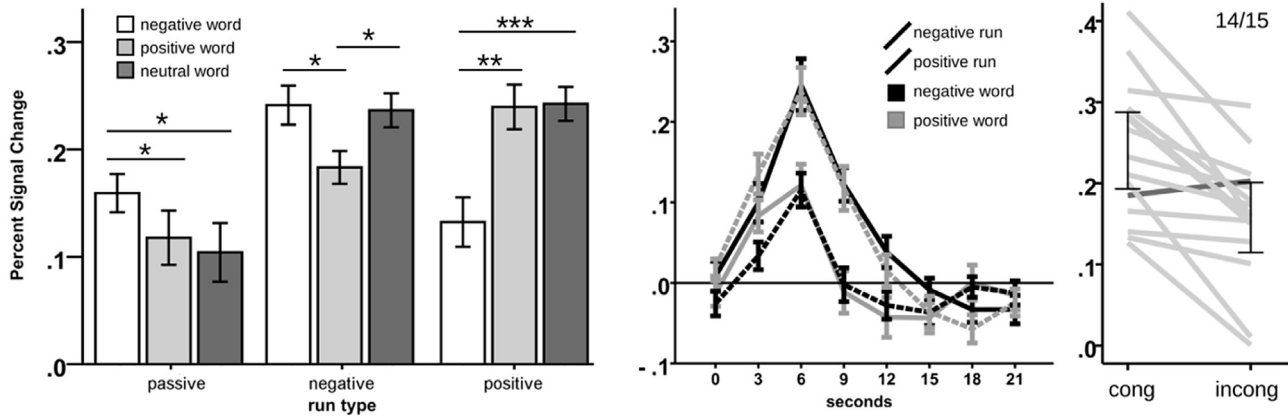 Percent Signal Change
.3
.2
.1
.0
negative word
positive word
neutral word
*
*
*
*
***
**
passive
negative
positive
run type
.3
.2
.1
.0
- .1
negative run
positive run
negative word
positive word
0 3 6 9 12 15 18 21
seconds
.4
.3
.2
.1
.0
14/15
cong
incong